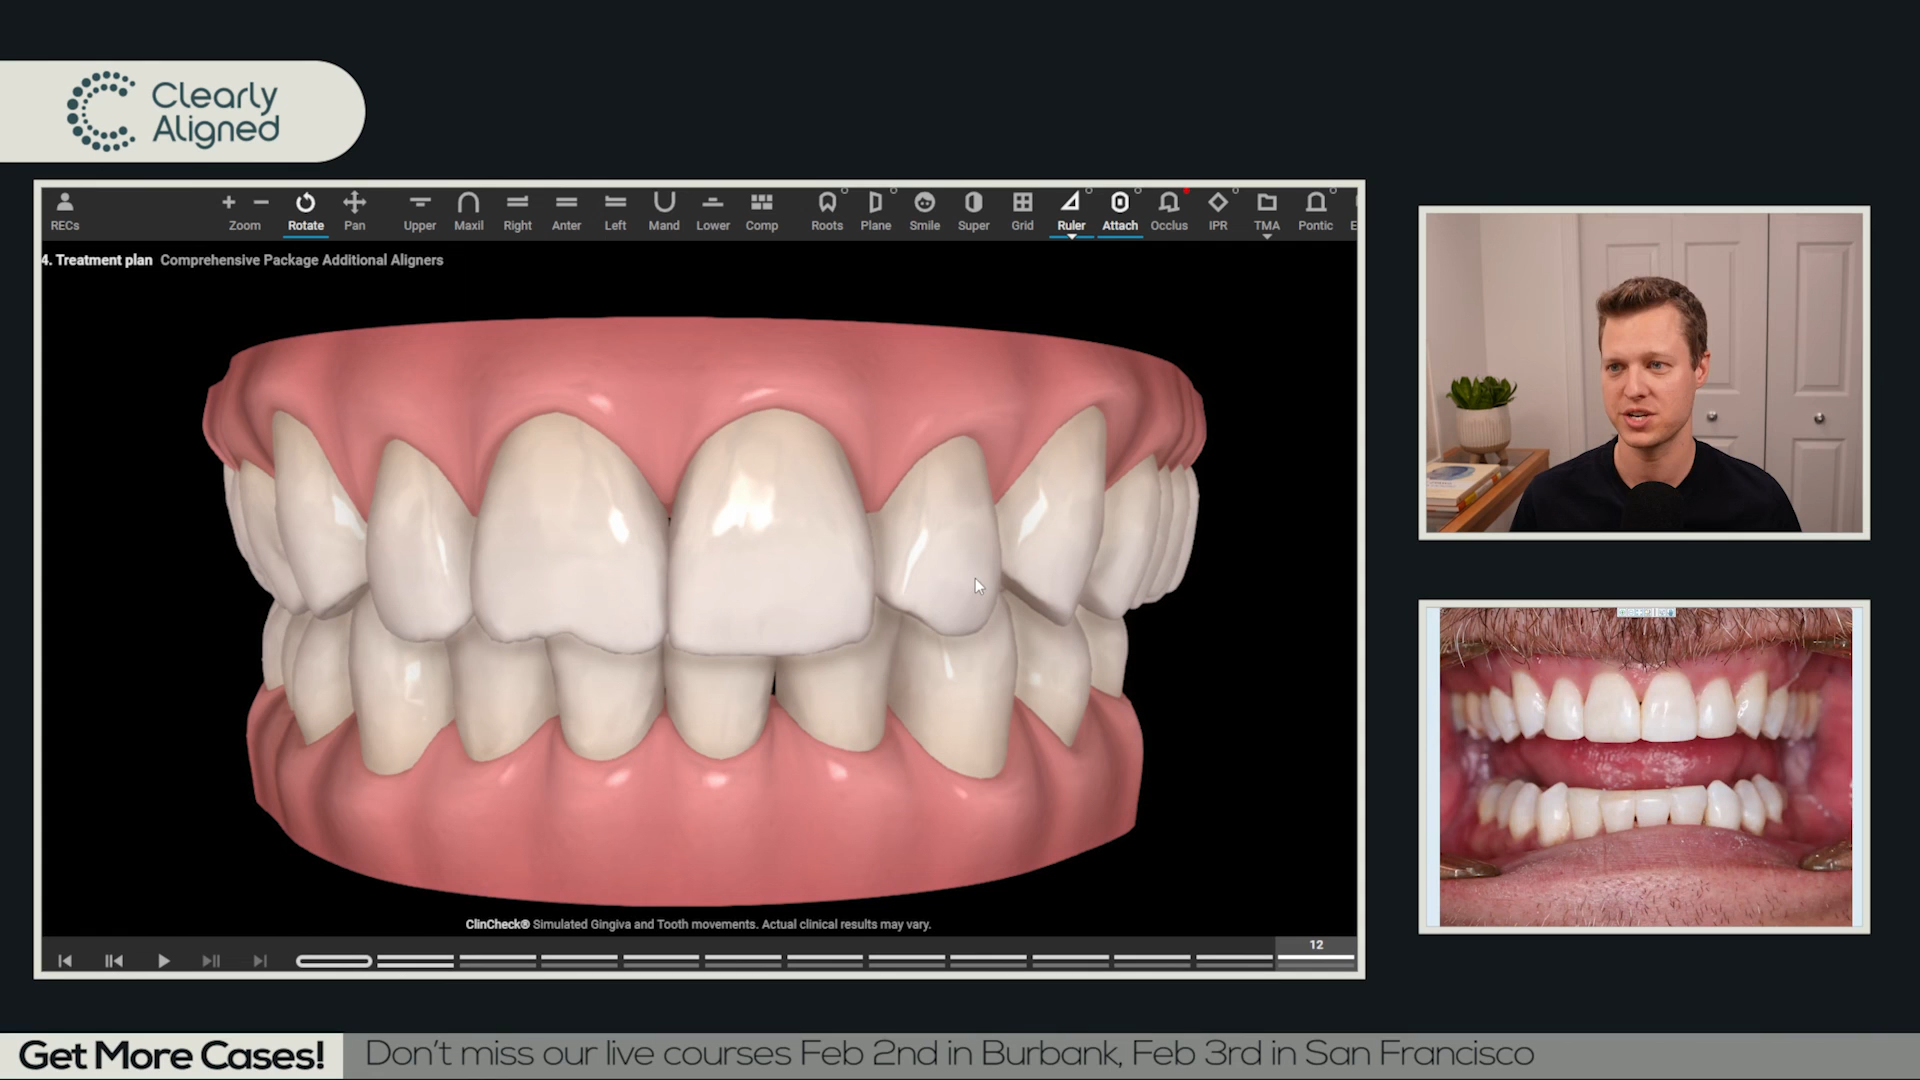 Clearly
Aligned
RECs
Zoom
Rotate
Pan
Upper
Maxil
Right
Anter
Left
Mand
Lower
Comp
Roots
Plane
Smile
Super
Grid
Ruler
Attach
Occlus
IPR
TMA
Pontic
E
4. Treatment plan Comprehensive Package Additional Aligners
ClinCheck® Simulated Gingiva and Tooth movements. Actual clinical results may vary.
12
Get More Cases!
Don't miss our live courses Feb 2nd in Burbank, Feb 3rd in San Francisco